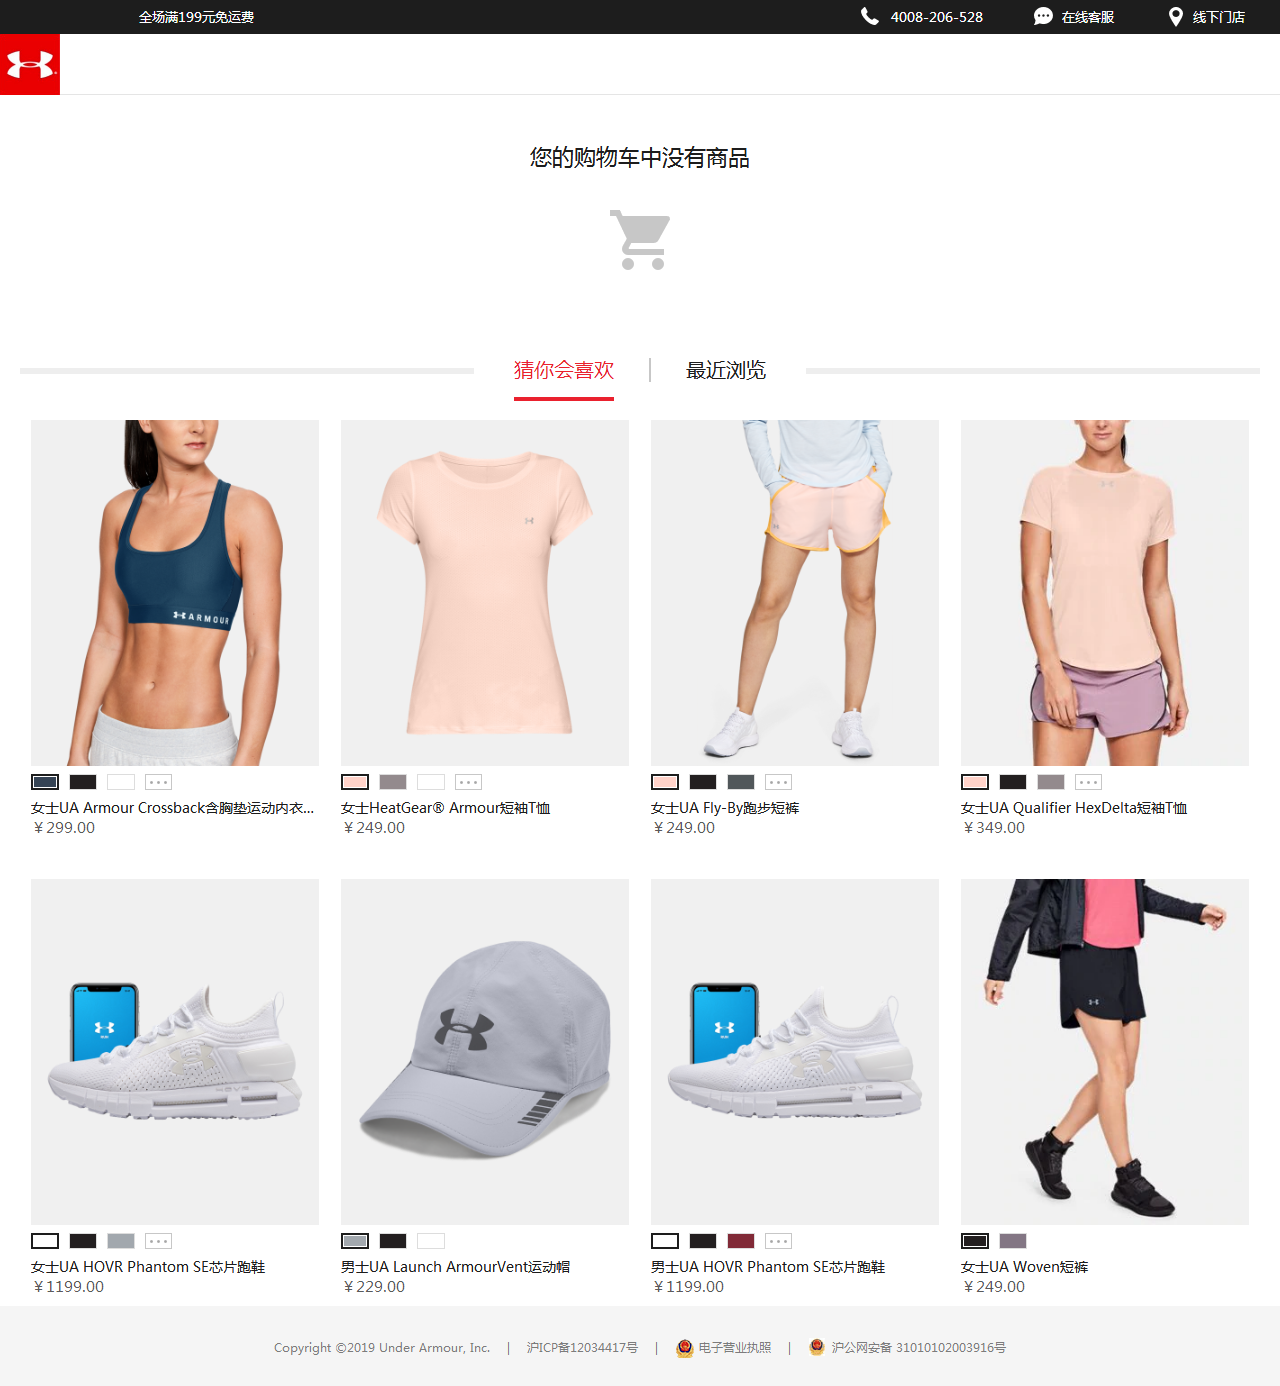 全场满199元免运费
4008-206-528
在线客服
线下门店
您的购物车中没有商品
猜你会喜欢
最近浏览
ARMOUR
女士UA Armour Crossback含胸垫运动内衣...
￥299.00
女士HeatGear® Armour短袖T恤
￥249.00
女士UA Fly-By跑步短裤
￥249.00
女士UA Qualifier HexDelta短袖T恤
￥349.00
HOVR
女士UA HOVR Phantom SE芯片跑鞋
￥1199.00
男士UA Launch ArmourVent运动帽
￥229.00
HOVR
男士UA HOVR Phantom SE芯片跑鞋
￥1199.00
女士UA Woven短裤
￥249.00
Copyright ©2019 Under Armour, Inc. | 沪ICP备12034417号 | 电子营业执照 | 沪公网安备 31010102003916号